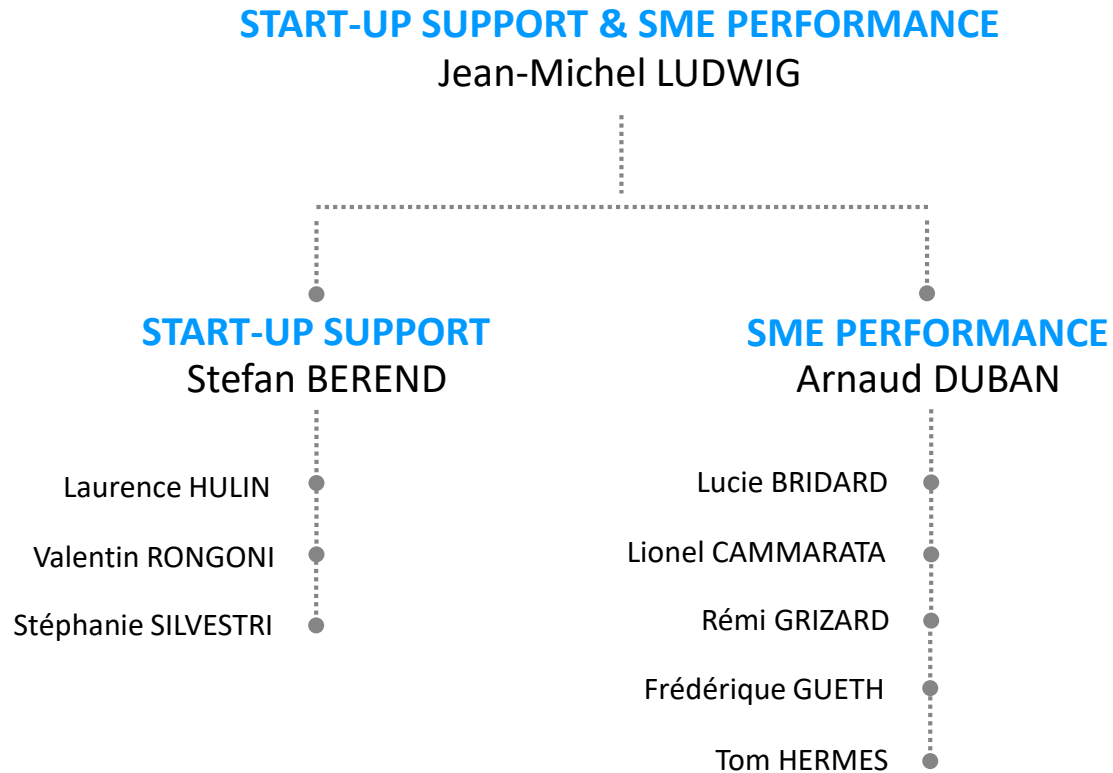 START-UP SUPPORT & SME PERFORMANCE
Jean-Michel LUDWIG
START-UP SUPPORT
Stefan BEREND
Laurence HULIN
Valentin RONGONI
Stéphanie SILVESTRI
SME PERFORMANCE
Arnaud DUBAN
Lucie BRIDARD
Lionel CAMMARATA
Rémi GRIZARD
Frédérique GUETH
Tom HERMES